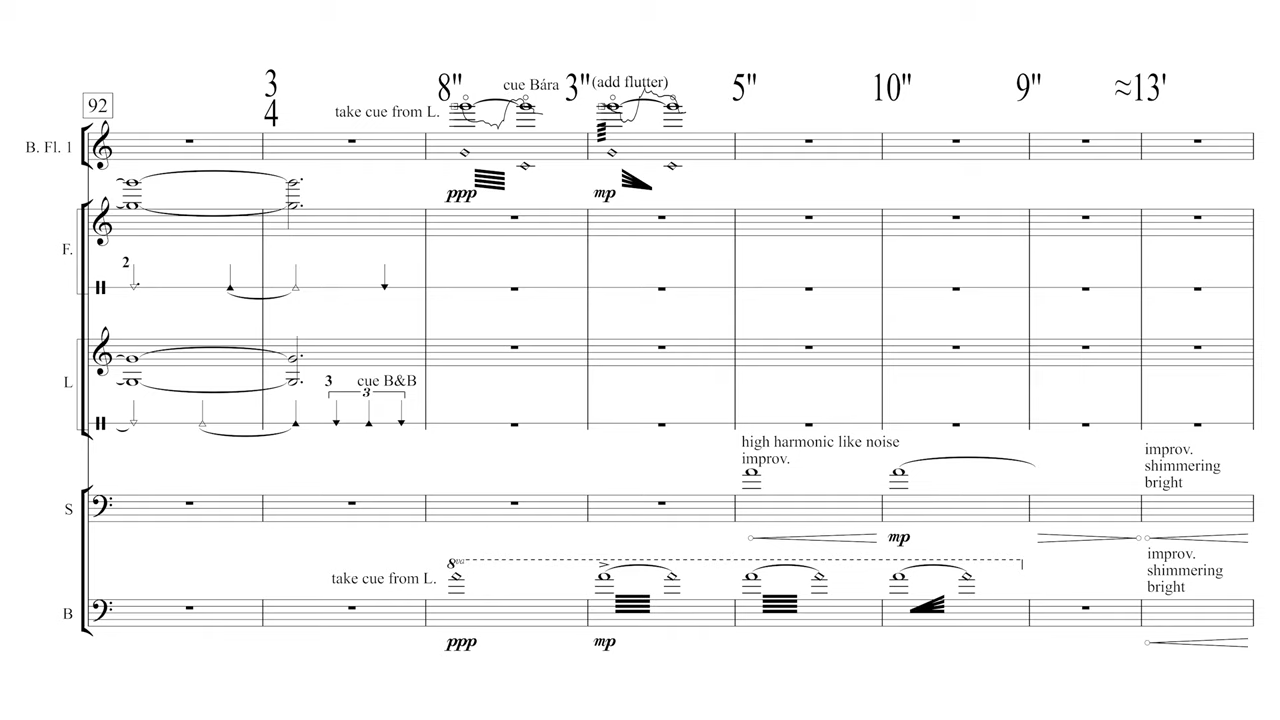 3 8" cue Bára 3" (add flutter) 5" 10" 9" ≈13'
92
4
take cue from L.
B. Fl. 1
ppp mp
F.
2
L 3 cue B&B
3
high harmonic like noise
improv.
improv.
shimmering
bright
S
mp
improv.
shimmering
bright
8va
take cue from L.
B
ppp mp